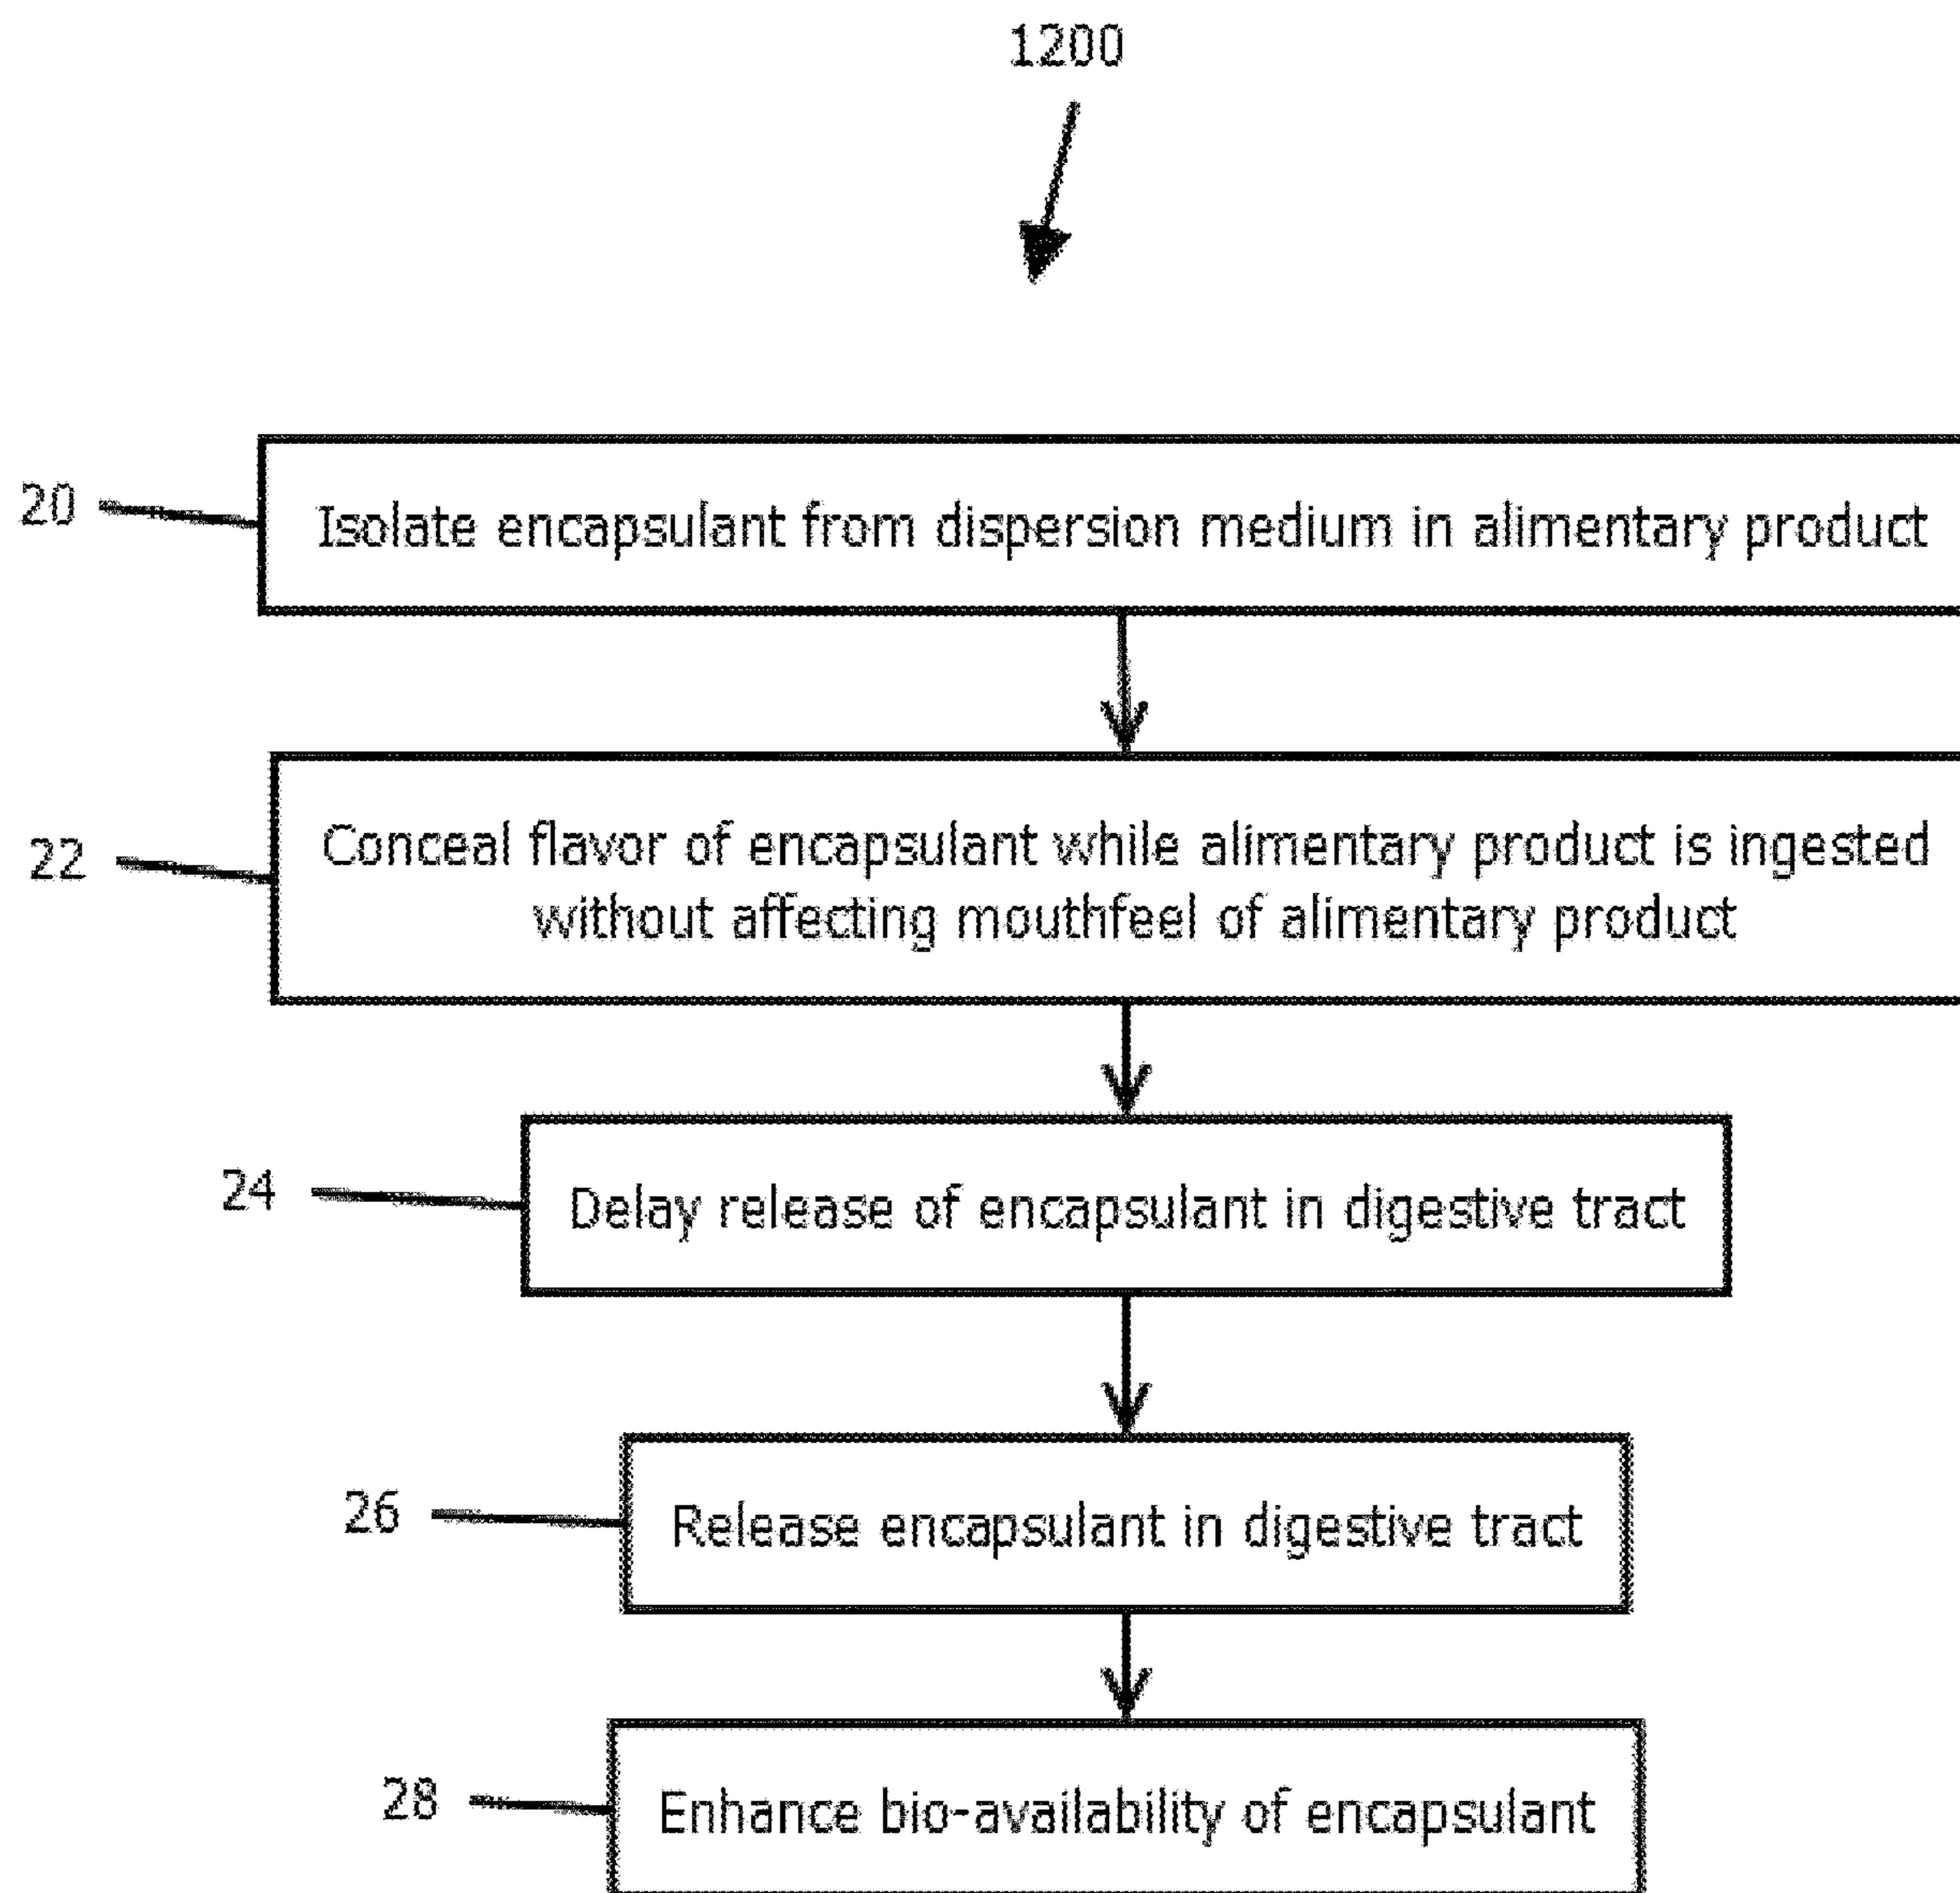 1200
20
Isolate encapsulant from dispersion medium in alimentary product
22
Conceal flavor of encapsulant while alimentary product is ingested
without affecting mouthfeel of alimentary product
24
Delay release of encapsulant in digestive tract
26
Release encapsulant in digestive tract
28
Enhance bio-availability of encapsulant